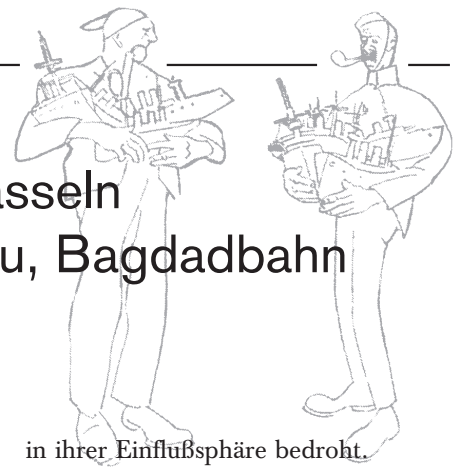 asseln
u, Bagdadbahn
in ihrer Einflußsphäre bedroht.